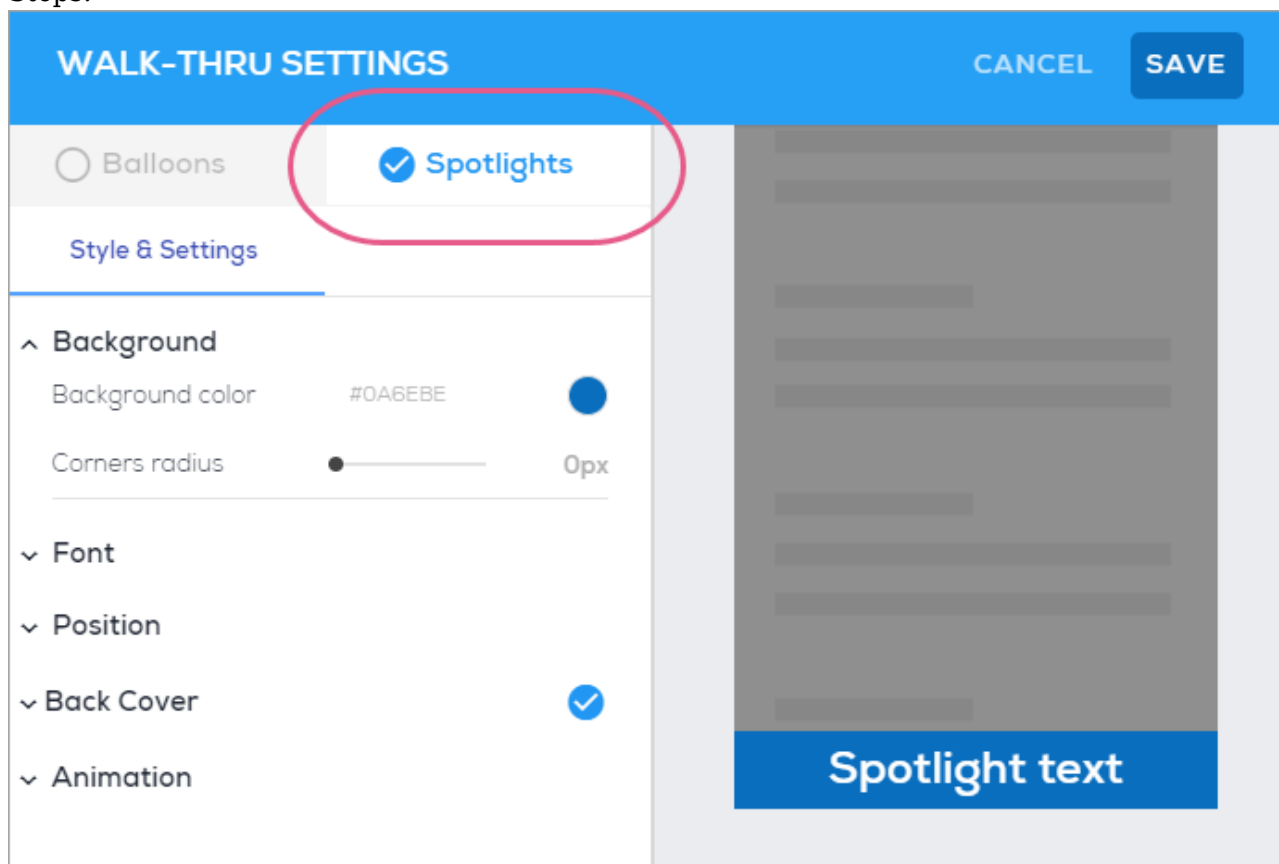 Steps:
WALK-THRU SETTINGS
CANCEL
SAVE
Balloons
Spotlights
Style & Settings
Background
Background color #0A6EBE
Corners radius 0px
Font
Position
Back Cover
Animation
Spotlight text